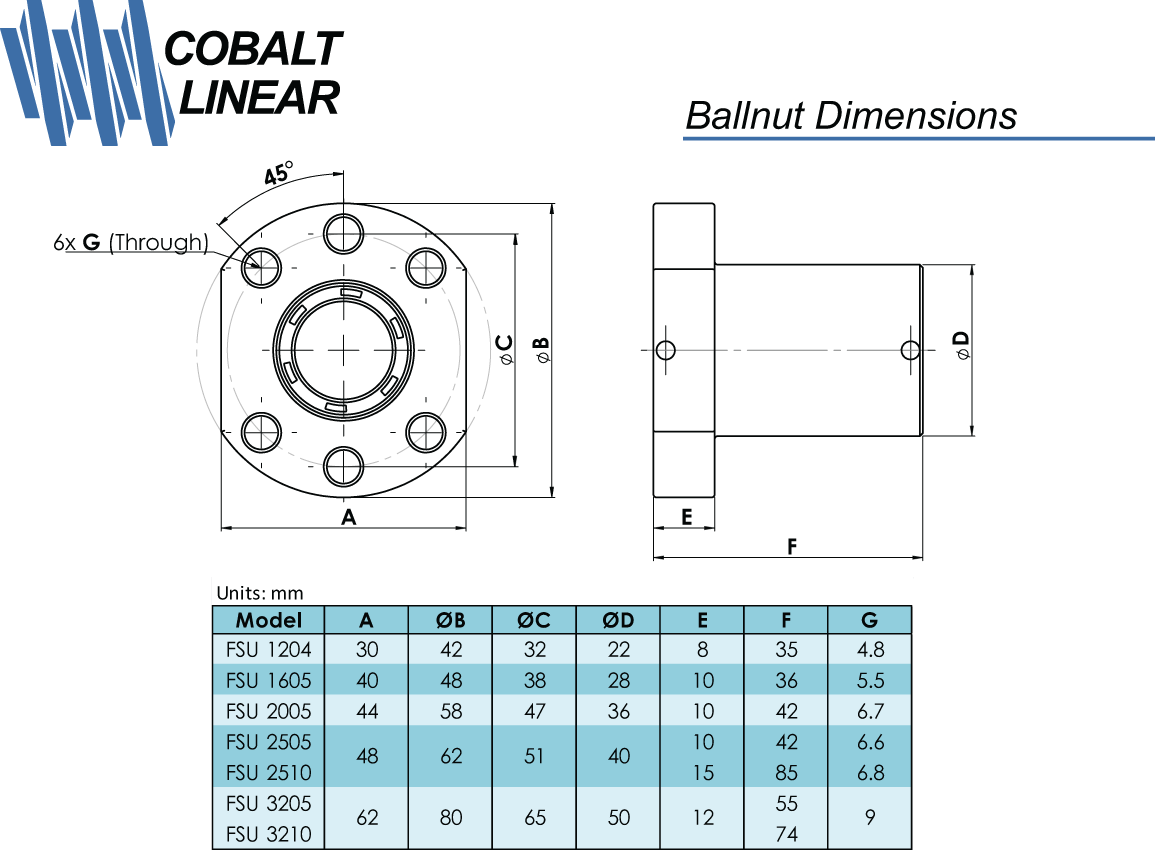 COBALT
LINEAR
Ballnut Dimensions
45°
6x G (Through)
øC
øB
øD
A
E
F
Units: mm
Model A ØB ØC ØD E F G
FSU 1204 30 42 32 22 8 35 4.8
FSU 1605 40 48 38 28 10 36 5.5
FSU 2005 44 58 47 36 10 42 6.7
FSU 2505 48 62 51 40 10 42 6.6
FSU 2510 15 85 6.8
FSU 3205 62 80 65 50 12 55 9
FSU 3210 74